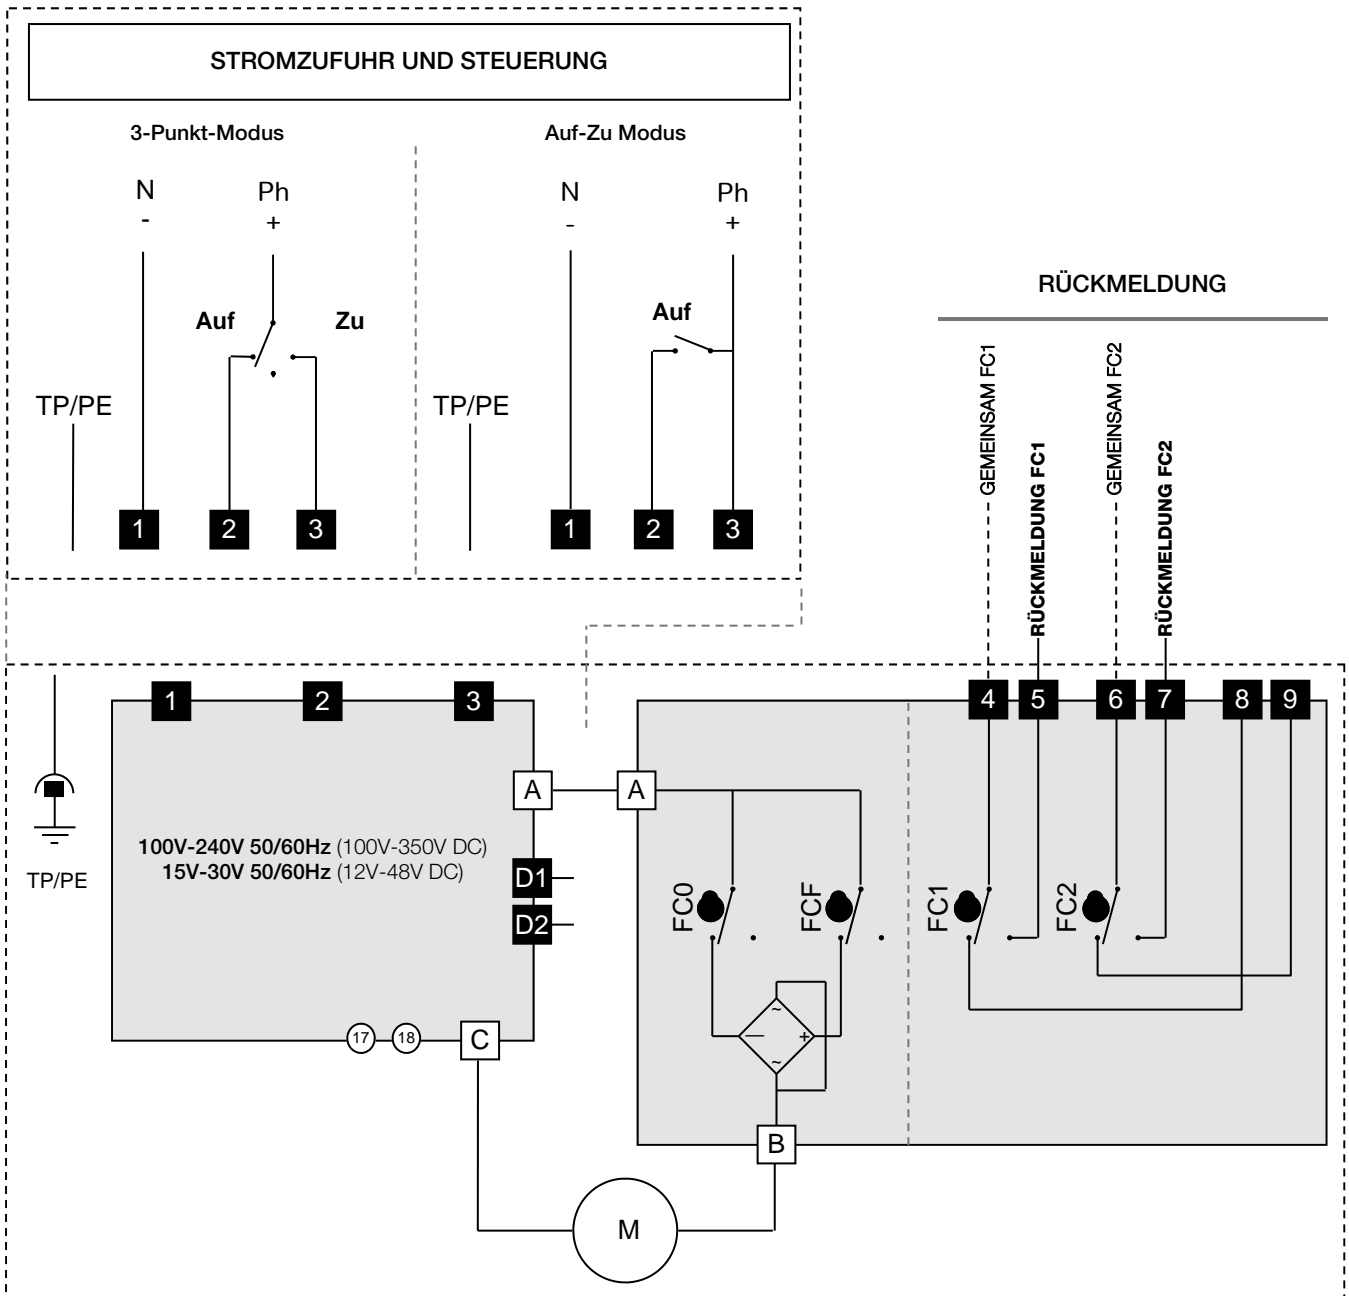 STROMZUFUHR UND STEUERUNG
3-Punkt-Modus
Auf-Zu Modus
N
-
Ph
+
N
-
Ph
+
Auf
Zu
Auf
TP/PE
TP/PE
1
2
3
1
2
3
RÜCKMELDUNG
GEMEINSAM FC1
RÜCKMELDUNG FC1
GEMEINSAM FC2
RÜCKMELDUNG FC2
1
2
3
4
5
6
7
8
9
A
A
100V-240V 50/60Hz (100V-350V DC)
15V-30V 50/60Hz (12V-48V DC)
TP/PE
D1
D2
FC0
FCF
FC1
FC2
~
— +
~
17
18
C
B
M